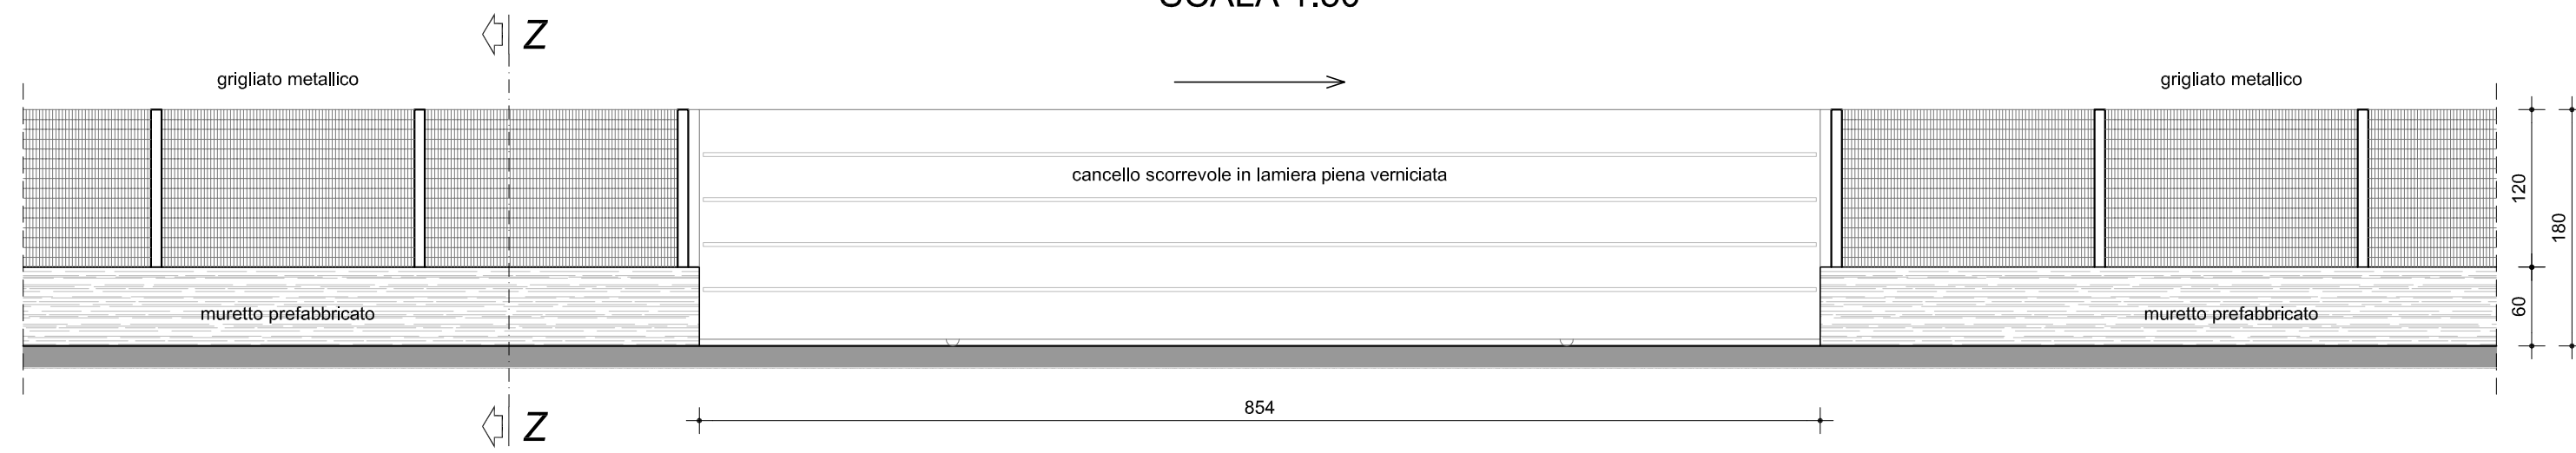 Z
grigliato metallico
grigliato metallico
cancello scorrevole in lamiera piena verniciata
120
180
muretto prefabbricato
muretto prefabbricato
60
854
Z